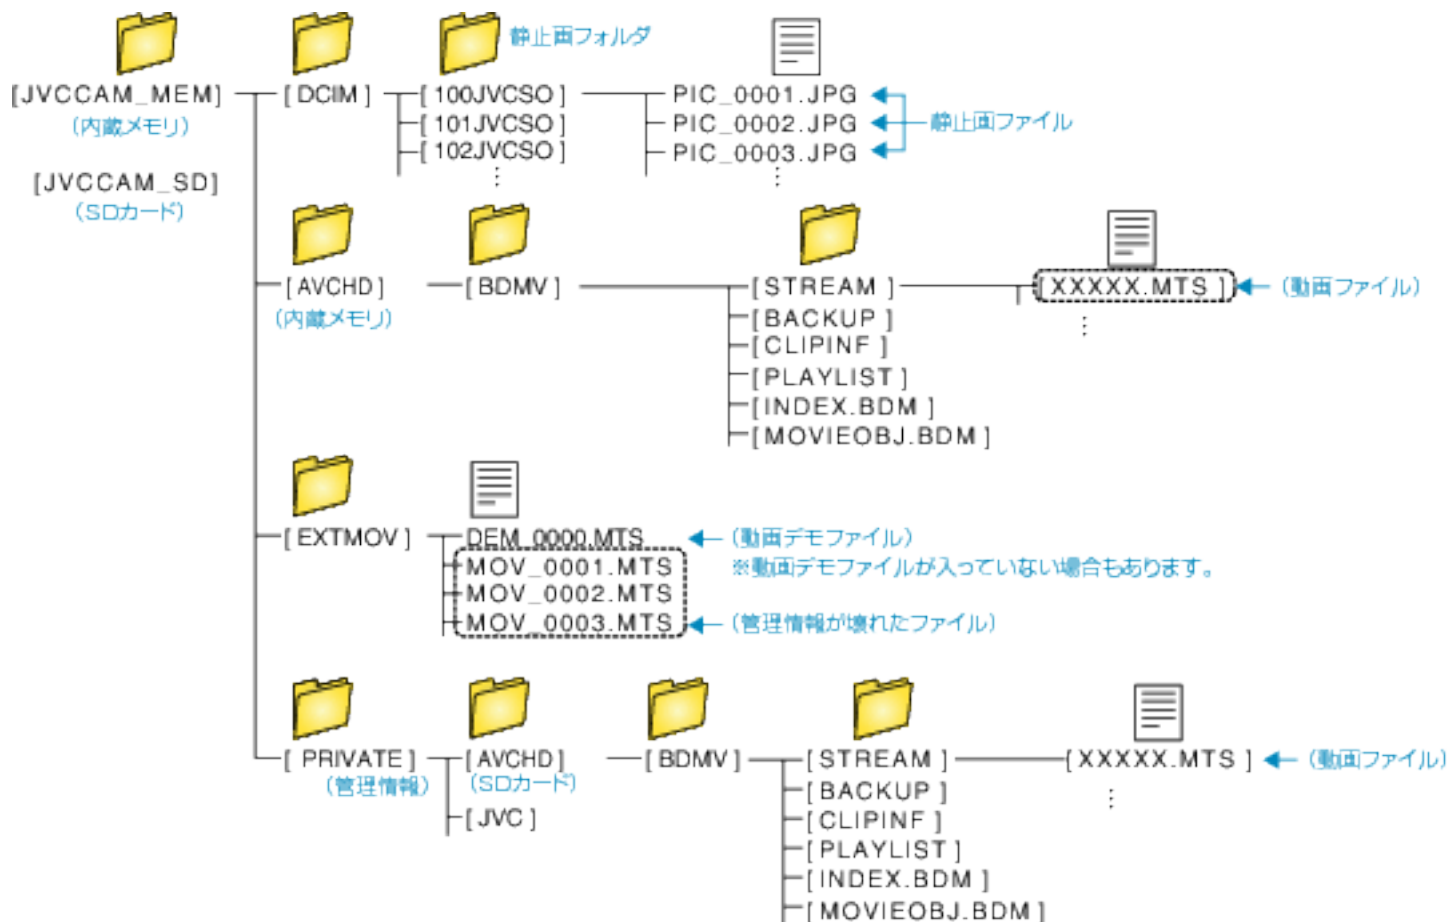 静止画フォルダ
[JVCCAM_MEM] [DCIM] [100JVCSO] PIC_0001.JPG
(内蔵メモリ) [101JVCSO] PIC_0002.JPG 静止画ファイル
[102JVCSO] PIC_0003.JPG
[JVCCAM_SD]
(SDカード)
[AVCHD] [BDMV] [STREAM] [XXXXX.MTS] (動画ファイル)
(内蔵メモリ) [BACKUP]
[CLIPINF]
[PLAYLIST]
[INDEX.BDM]
[MOVIEOBJ.BDM]
[EXTMOV] DEM_0000.MTS (動画デモファイル)
MOV_0001.MTS ※動画デモファイルが入っていない場合もあります。
MOV_0002.MTS
MOV_0003.MTS (管理情報が壊れたファイル)
[PRIVATE] [AVCHD] [BDMV] [STREAM] [XXXXX.MTS] (動画ファイル)
(管理情報) (SDカード) [BACKUP]
[JVC] [CLIPINF]
[PLAYLIST]
[INDEX.BDM]
[MOVIEOBJ.BDM]